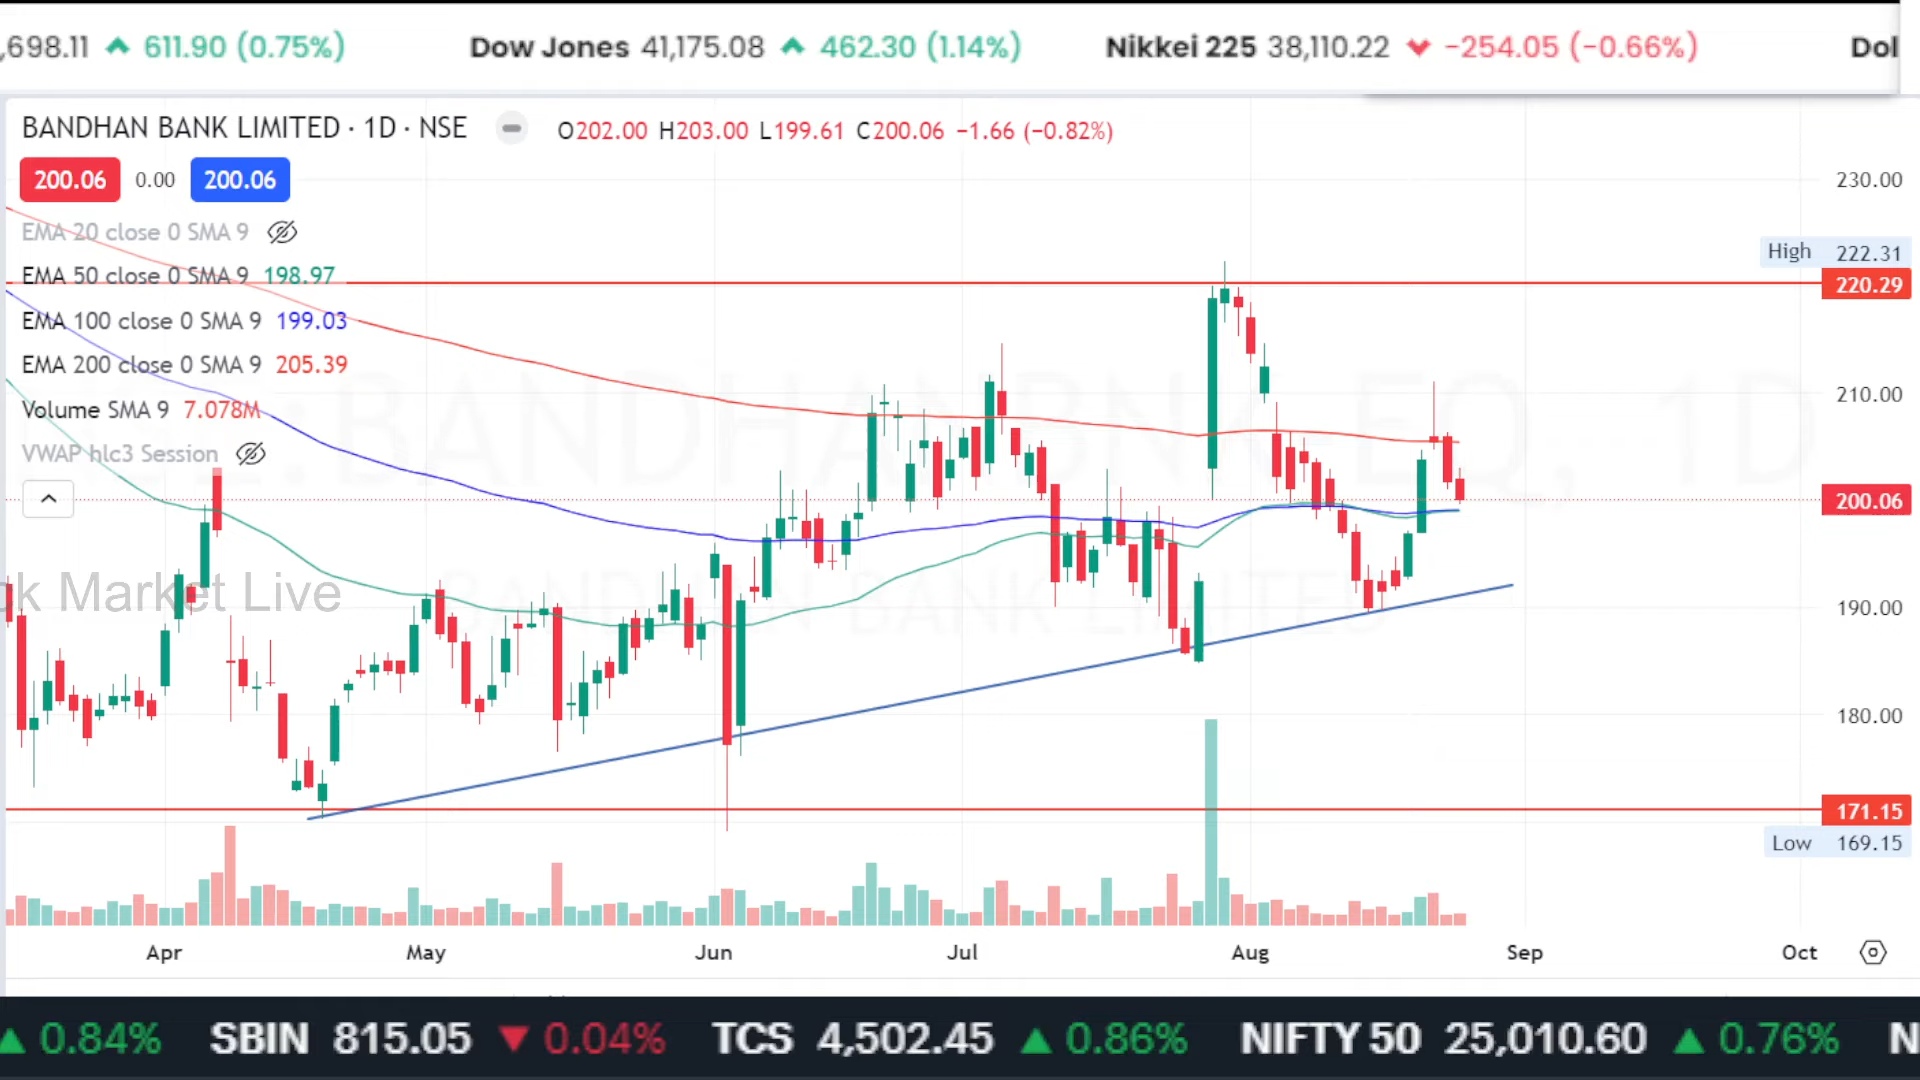 ,698.11 611.90 (0.75%) Dow Jones 41,175.08 462.30 (1.14%) Nikkei 225 38,110.22 -254.05 (-0.66%) Dol
BANDHAN BANK LIMITED · 1D · NSE O202.00 H203.00 L199.61 C200.06 −1.66 (−0.82%)
200.06 0.00 200.06
230.00
EMA 20 close 0 SMA 9
High 222.31
EMA 50 close 0 SMA 9 198.97
220.29
EMA 100 close 0 SMA 9 199.03
EMA 200 close 0 SMA 9 205.39
210.00
Volume SMA 9 7.078M
BANDHANBNK-EQ, 1D
VWAP hlc3 Session
200.06
k Market Live
BANDHAN BANK LIMITED
190.00
180.00
171.15
Low 169.15
Apr May Jun Jul Aug Sep Oct
0.84% SBIN 815.05 0.04% TCS 4,502.45 0.86% NIFTY 50 25,010.60 0.76% N